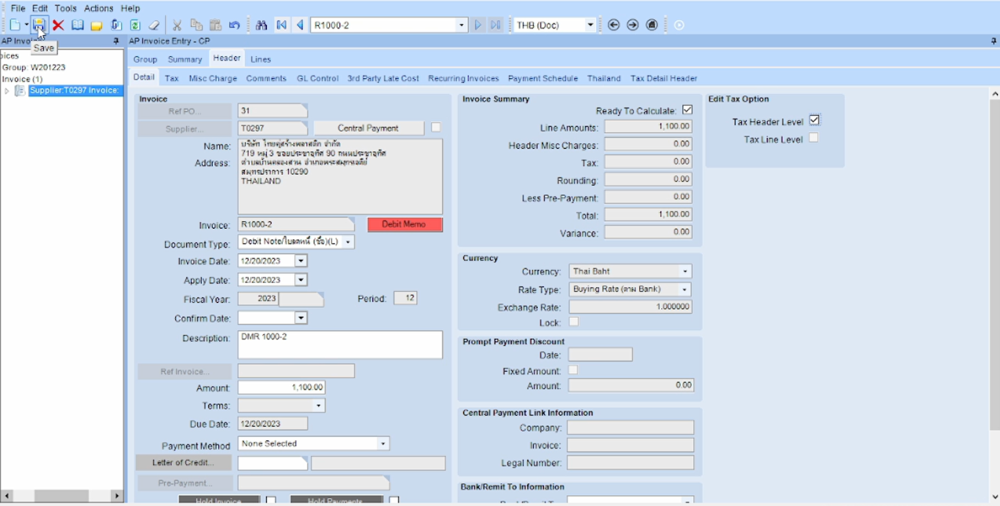 File Edit Tools Actions Help
R1000-2
THB (Doc)
AP Invoi
AP Invoice Entry - CP
Save
oices
Group: W201223
Invoice (1)
Supplier:T0297 Invoice:
Group Summary Header Lines
Detail Tax Misc Charge Comments GL Control 3rd Party Late Cost Recurring Invoices Payment Schedule Thailand Tax Detail Header
Invoice
Ref PO... 31
Supplier... T0297 Central Payment
Name: บริษัท ไทยคู่สร้างพลาสติก จำกัด
719 หมู่ 3 ซอยประชาอุทิศ 90 ถนนประชาอุทิศ
Address: ตำบลบ้านคลองสวน อำเภอพระสมุทรเจดีย์
สมุทรปราการ 10290
THAILAND
Invoice: R1000-2 Debit Memo
Document Type: Debit Note/ใบลดหนี้ (ซื้อ)(L)
Invoice Date: 12/20/2023
Apply Date: 12/20/2023
Fiscal Year: 2023 Period: 12
Confirm Date:
Description: DMR 1000-2
Ref Invoice...
Amount: 1,100.00
Terms:
Due Date: 12/20/2023
Payment Method None Selected
Letter of Credit...
Pre-Payment...
Hold Invoice Hold Payments
Invoice Summary
Ready To Calculate:
Line Amounts: 1,100.00
Header Misc Charges: 0.00
Tax: 0.00
Rounding: 0.00
Less Pre-Payment: 0.00
Total: 1,100.00
Variance: 0.00
Currency
Currency: Thai Baht
Rate Type: Buying Rate (ตาม Bank)
Exchange Rate: 1.000000
Lock:
Prompt Payment Discount
Date:
Fixed Amount:
Amount: 0.00
Central Payment Link Information
Company:
Invoice:
Legal Number:
Bank/Remit To Information
Edit Tax Option
Tax Header Level
Tax Line Level